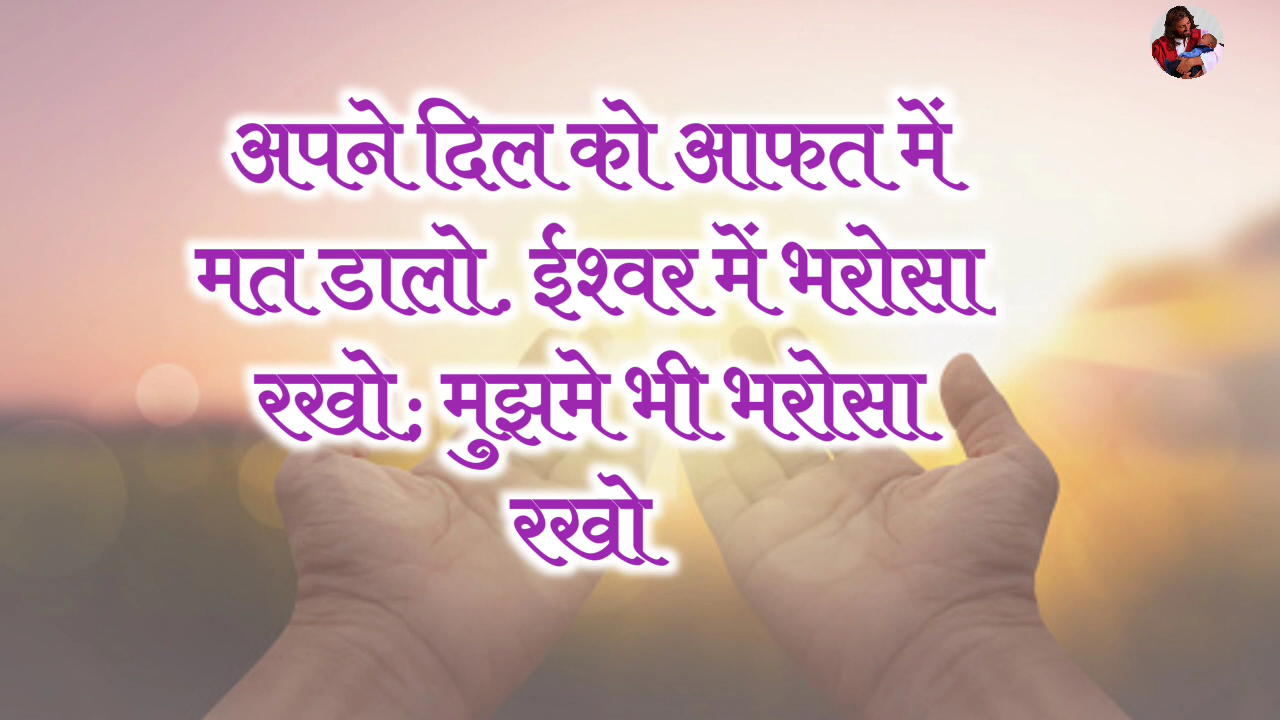 अपने दिल को आफत में
मत डालो. ईश्वर में भरोसा
रखो; मुझमे भी भरोसा
रखो